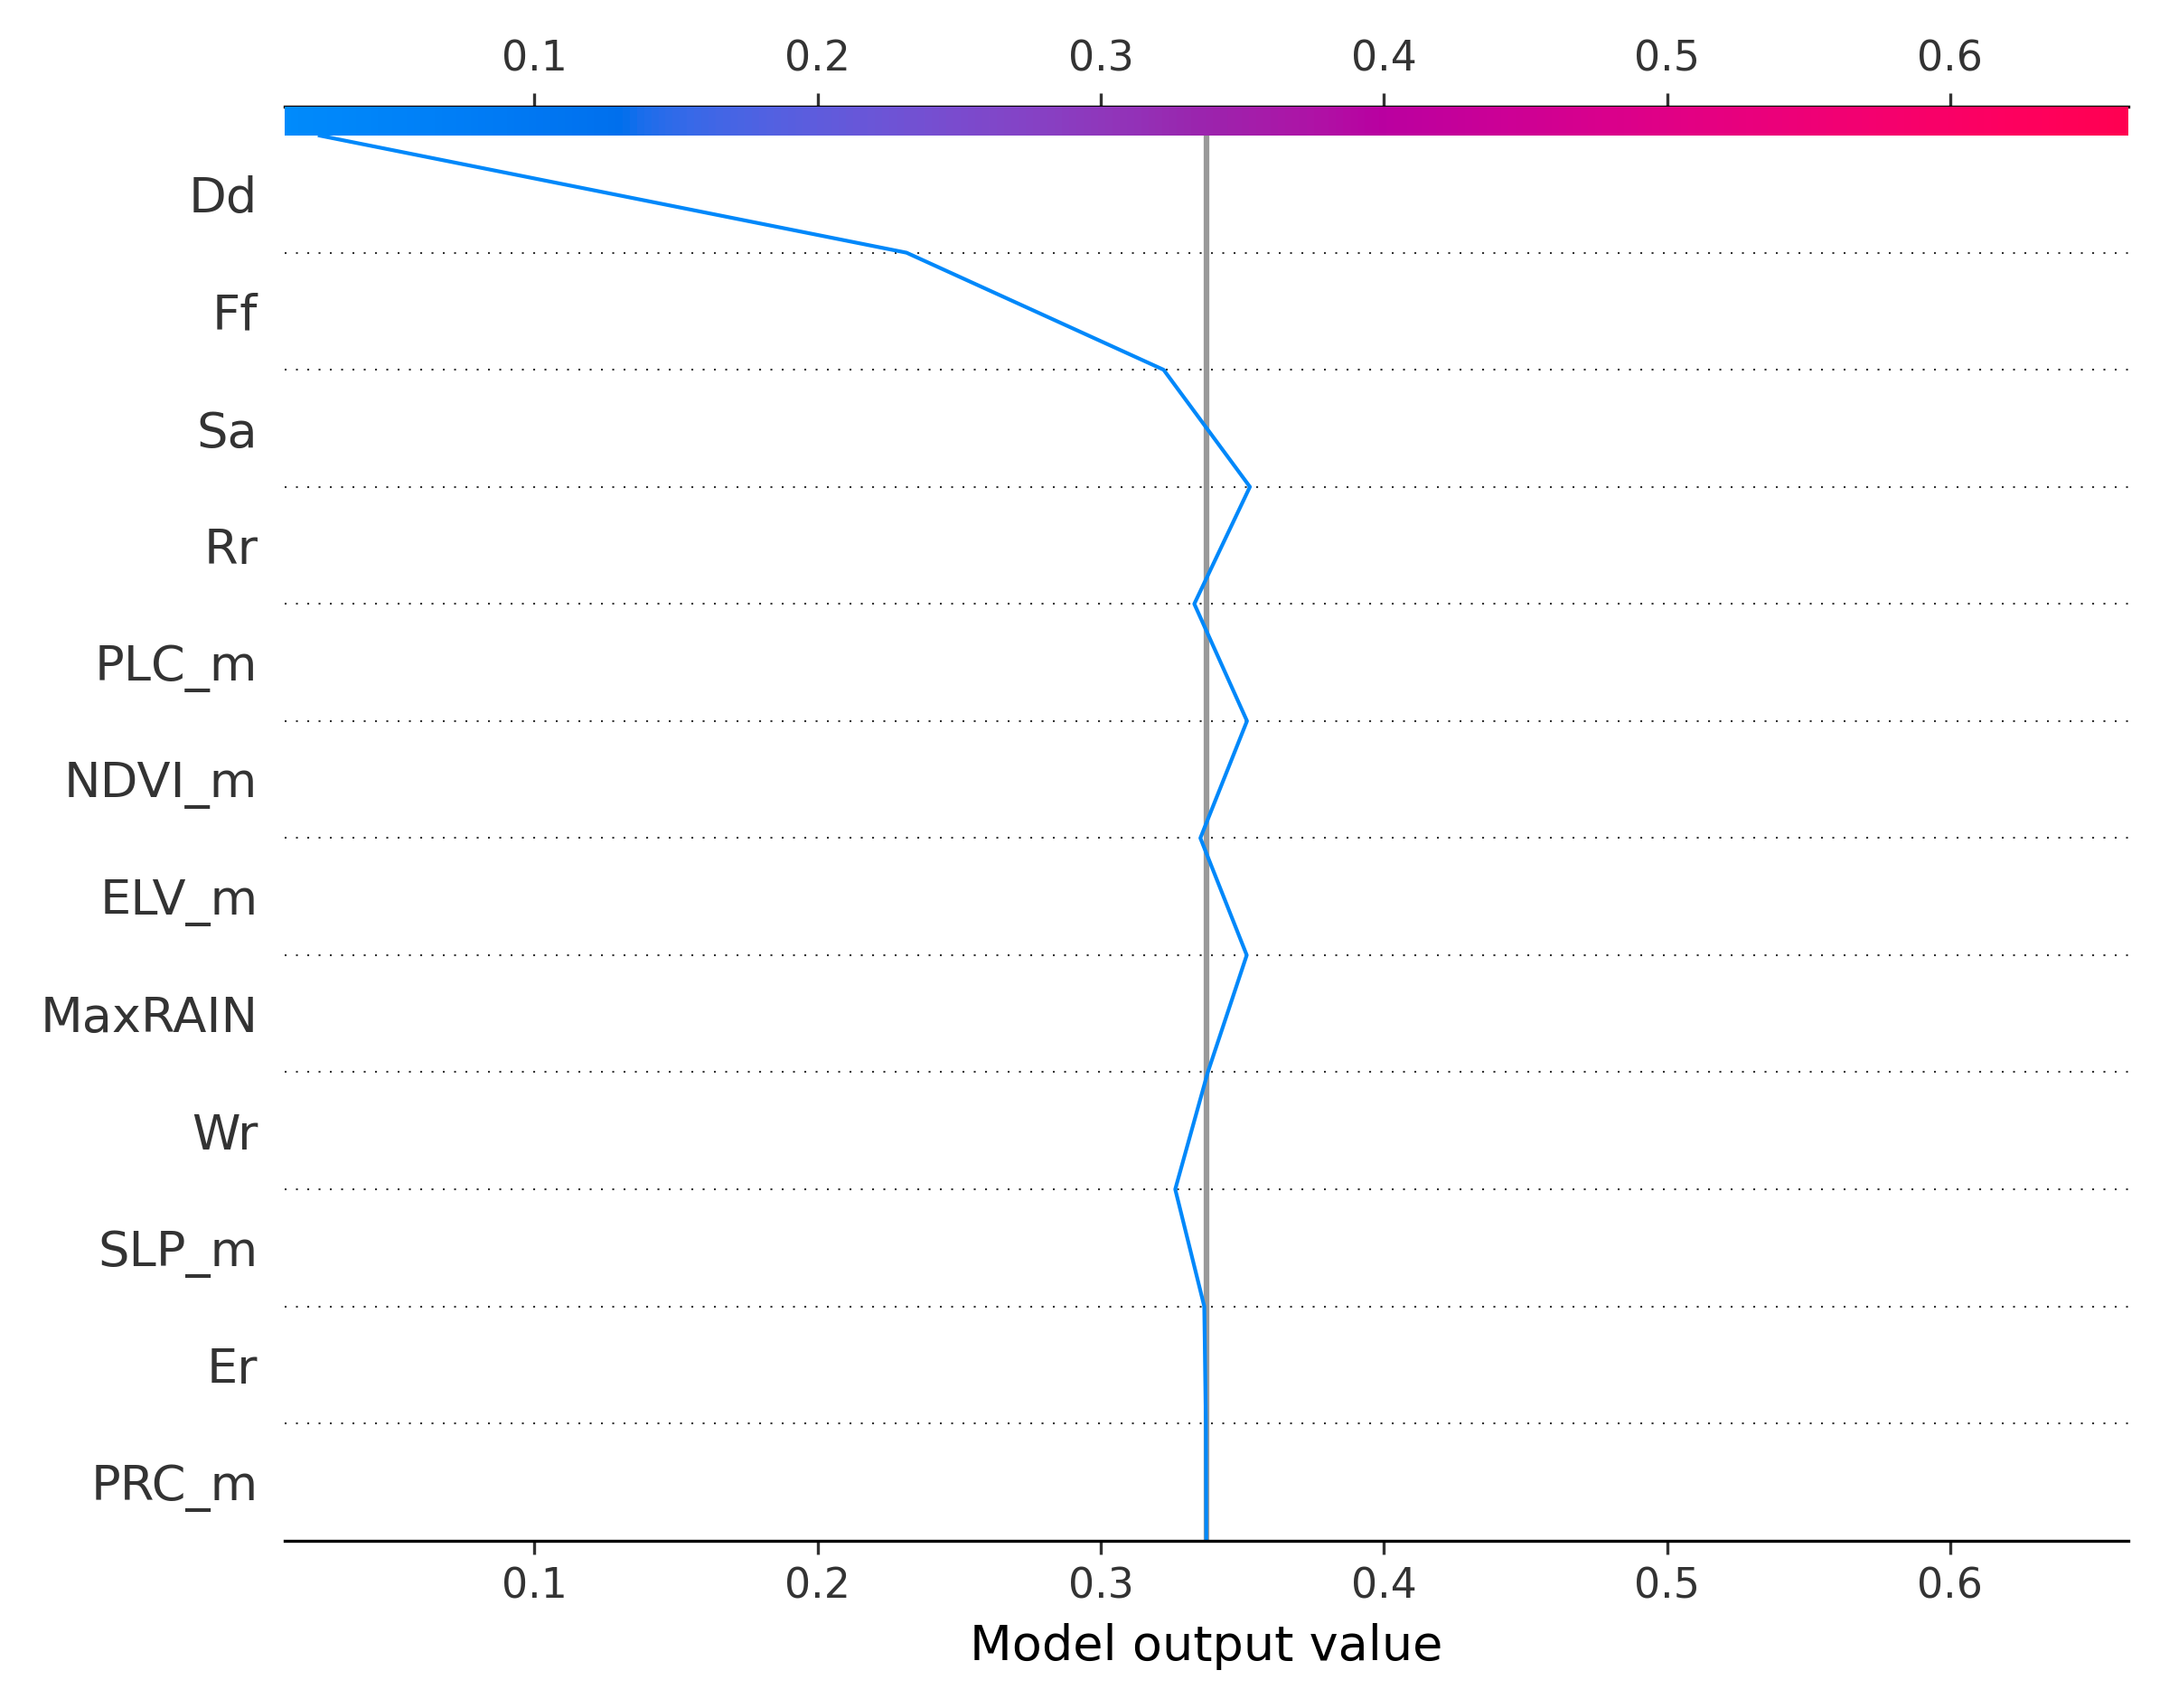 0.1 0.2 0.3 0.4 0.5 0.6
Dd
Ff
Sa
Rr
PLC_m
NDVI_m
ELV_m
MaxRAIN
Wr
SLP_m
Er
PRC_m
0.1 0.2 0.3 0.4 0.5 0.6
Model output value